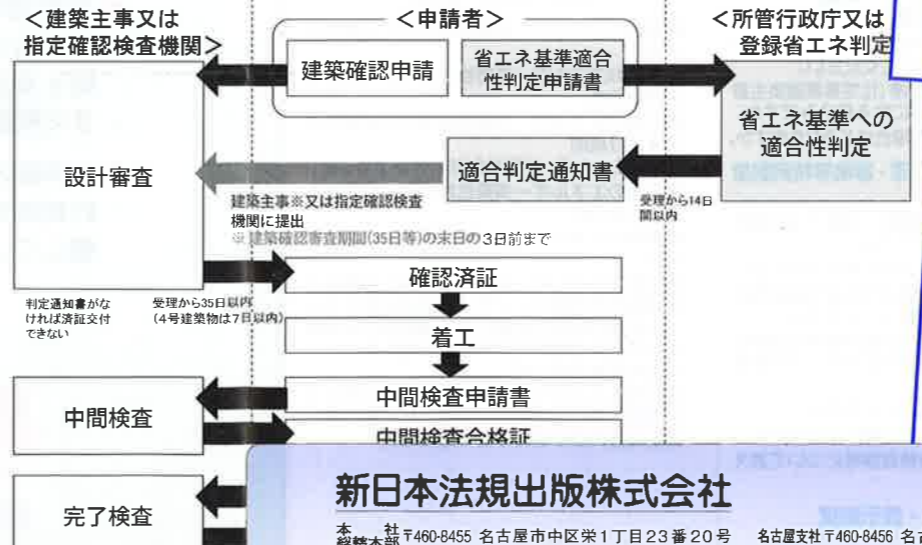 ＜建築主事又は
指定確認検査機関＞
＜申請者＞
＜所管行政庁又は
登録省エネ判定
建築確認申請
省エネ基準適合
性判定申請書
省エネ基準への
適合性判定
設計審査
適合判定通知書
受理から14日
間以内
建築主事※又は指定確認検査
機関に提出
※建築確認審査期間(35日等)の末日の3日前まで
確認済証
判定通知書がな
ければ済証交付
できない
受理から35日以内
(4号建築物は7日以内)
着工
中間検査申請書
中間検査
中間検査合格証
完了検査
新日本法規出版株式会社
本社
総轄本部 〒460-8455 名古屋市中区栄1丁目23番20号
名古屋支社 〒460-8456 名